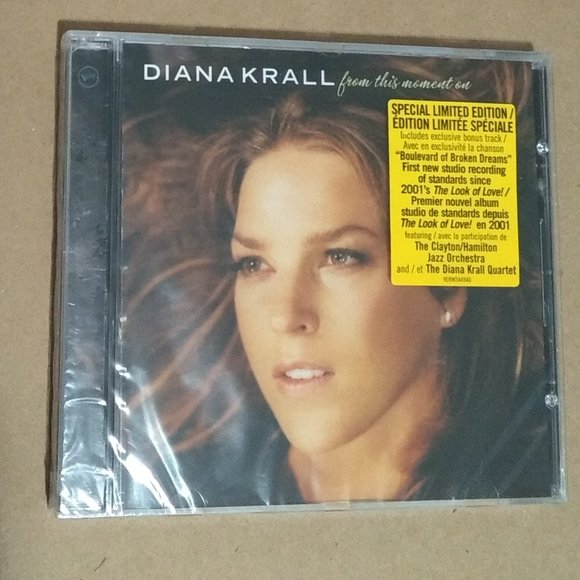 Verve
DIANA KRALL from this moment on
SPECIAL LIMITED EDITION /
ÉDITION LIMITÉE SPÉCIALE
Includes exclusive bonus track /
Avec en exclusivité la chanson
"Boulevard of Broken Dreams"
First new studio recording
of standards since
2001's The Look of Love! /
Premier nouvel album
studio de standards depuis
The Look of Love! en 2001
featuring / avec la participation de
The Clayton/Hamilton
Jazz Orchestra
and / et The Diana Krall Quartet